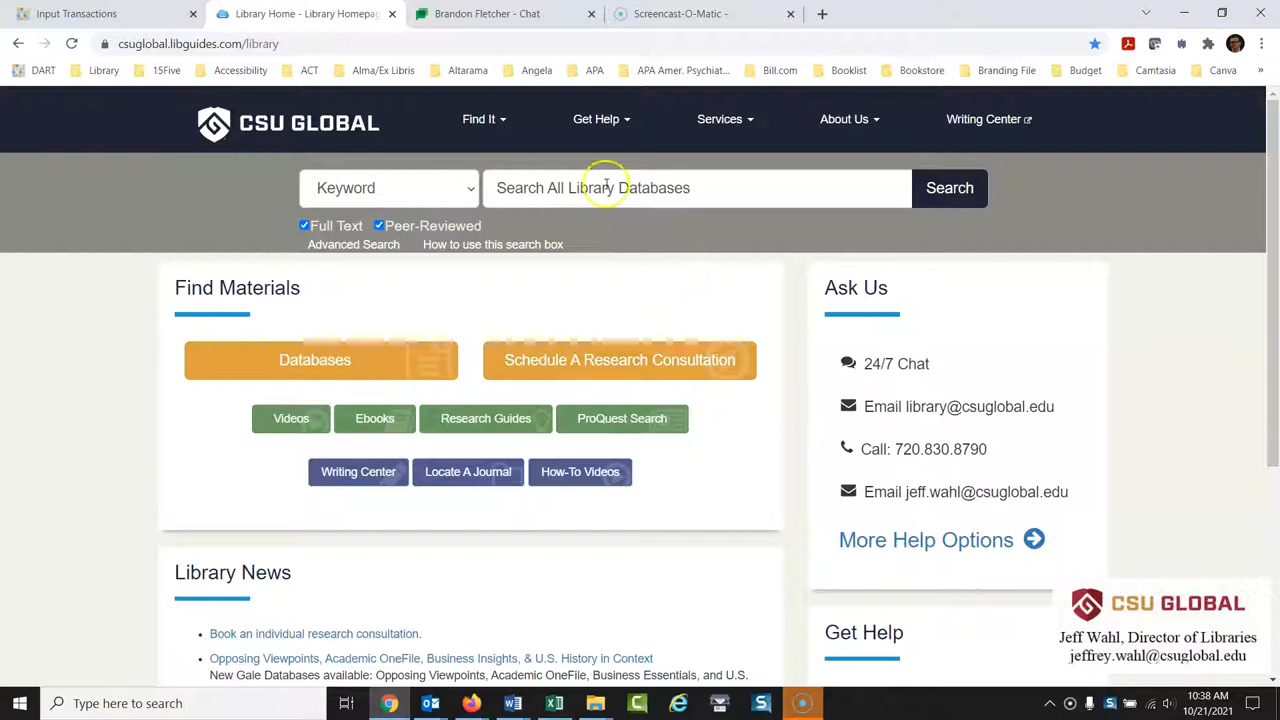 Input Transactions
Library Home - Library Homepag
Brandon Fletcher - Chat
Screencast-O-Matic -
csuglobal.libguides.com/library
DART
Library
15Five
Accessibility
ACT
Alma/Ex Libris
Altarama
Angela
APA
APA Amer. Psychiat...
Bill.com
Booklist
Bookstore
Branding File
Budget
Camtasia
Canva
»
CSU GLOBAL
Find It
Get Help
Services
About Us
Writing Center
Keyword
Search All Library Databases
Search
Full Text
Peer-Reviewed
Advanced Search
How to use this search box
Find Materials
Databases
Schedule A Research Consultation
Videos
Ebooks
Research Guides
ProQuest Search
Writing Center
Locate A Journal
How-To Videos
Ask Us
24/7 Chat
Email library@csuglobal.edu
Call: 720.830.8790
Email jeff.wahl@csuglobal.edu
More Help Options
Library News
Book an individual research consultation.
Opposing Viewpoints, Academic OneFile, Business Insights, & U.S. History in Context
New Gale Databases available: Opposing Viewpoints, Academic OneFile, Business Essentials, and U.S.
Get Help
CSU GLOBAL
Jeff Wahl, Director of Libraries
jeffrey.wahl@csuglobal.edu
Type here to search
10:38 AM
10/21/2021